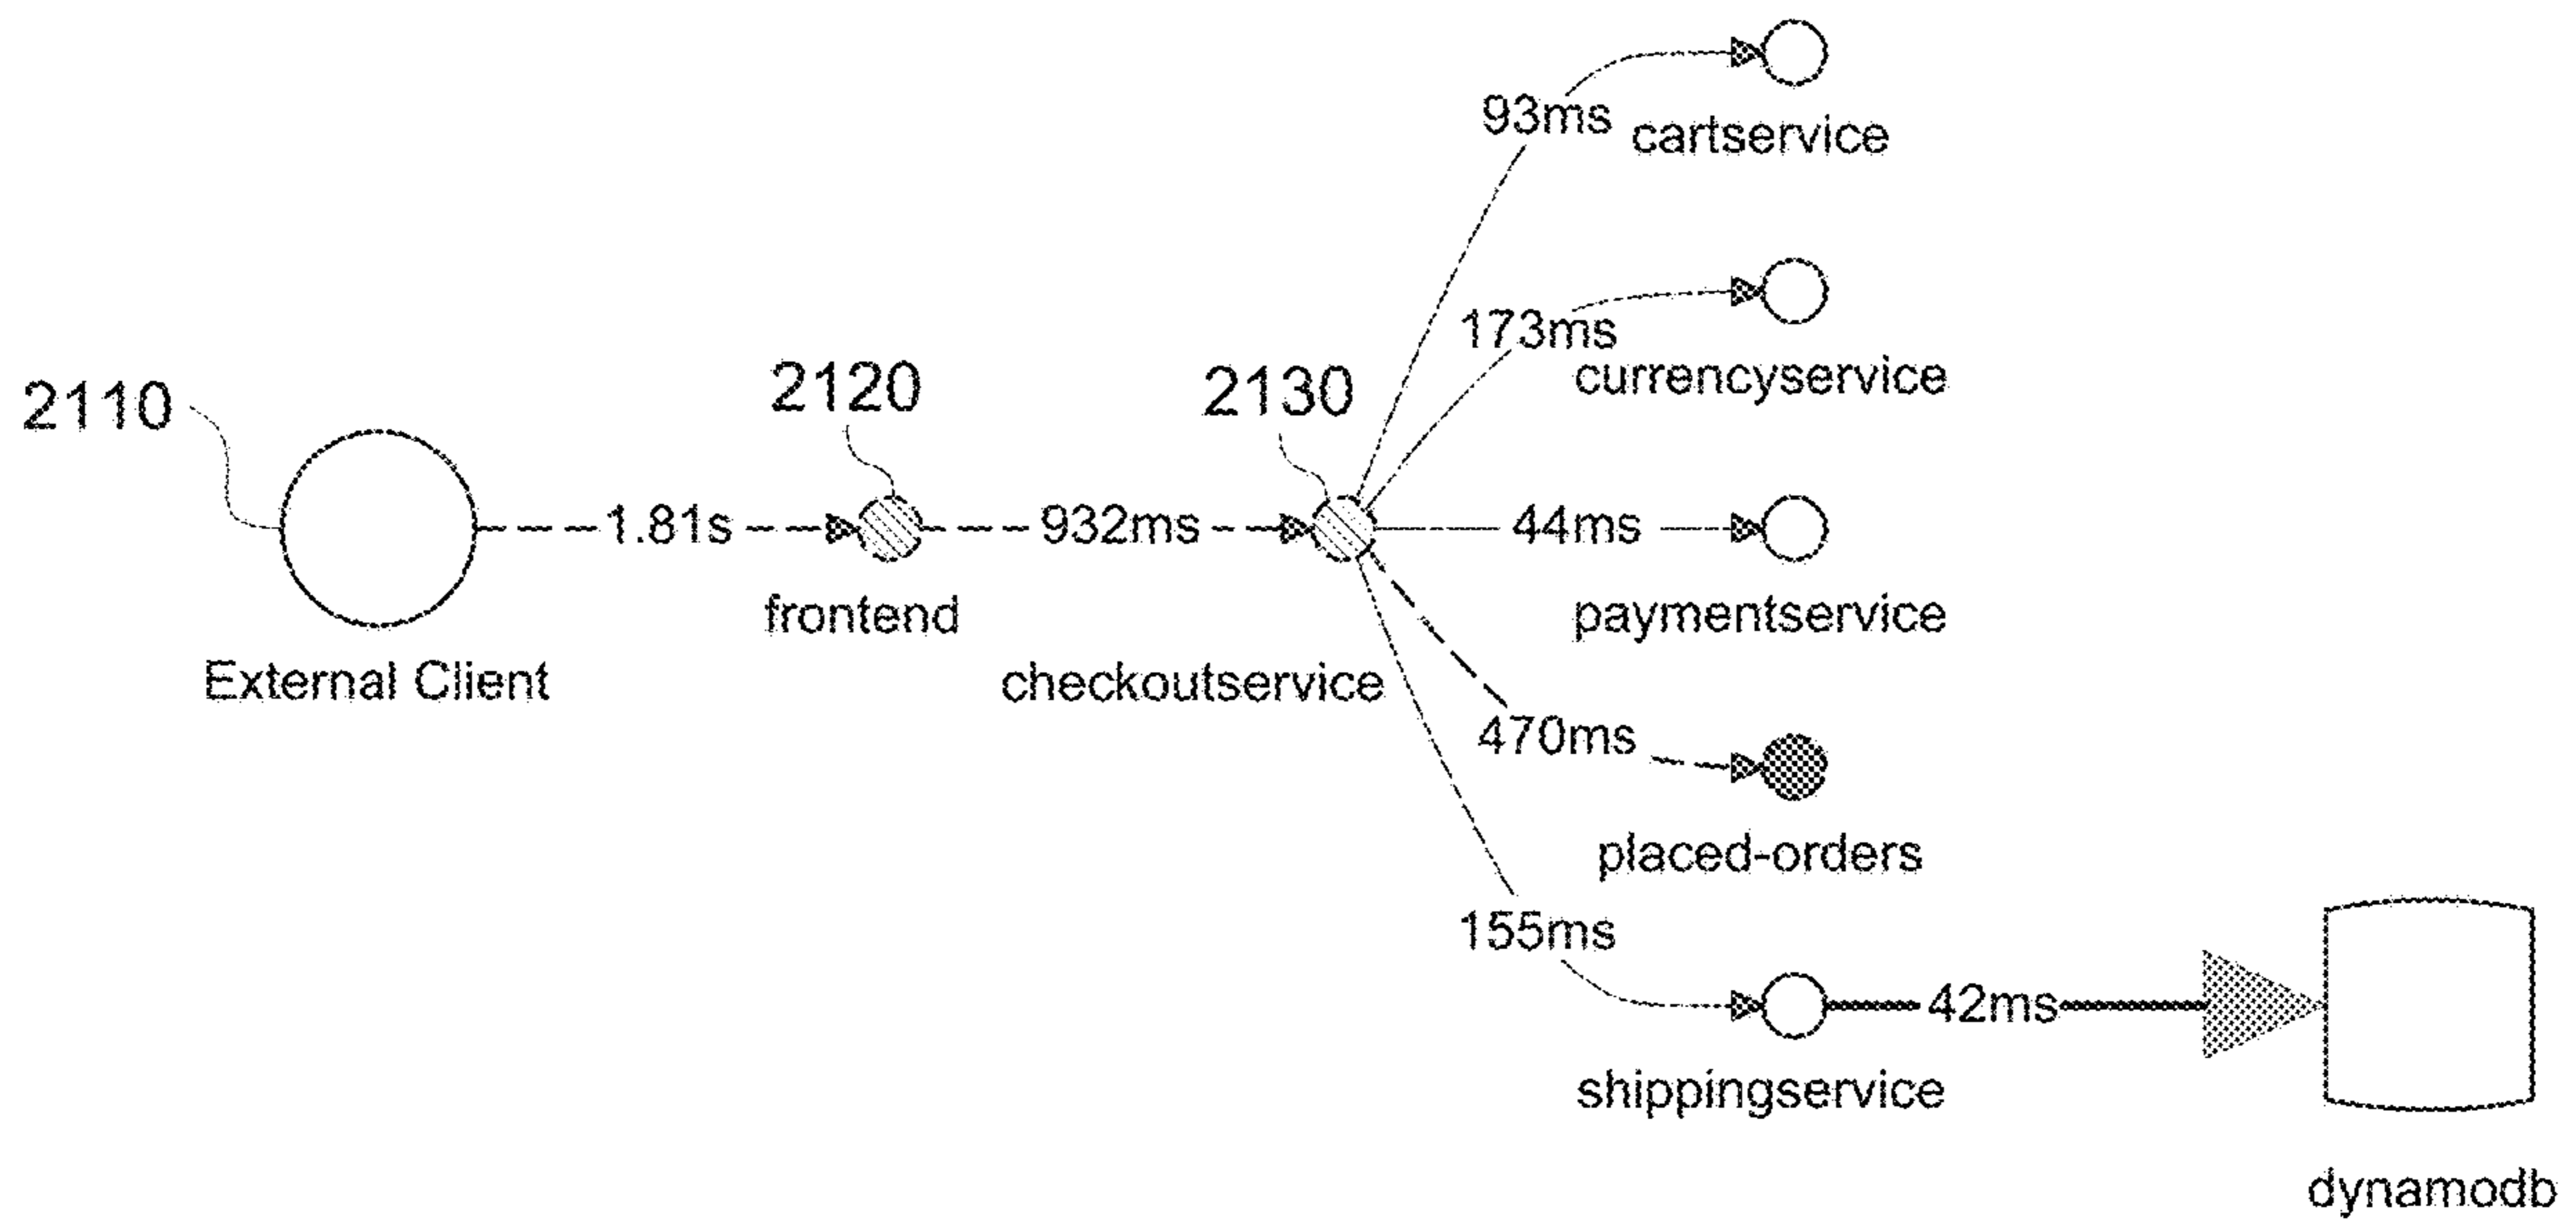 93ms
cartservice
173ms
currencyservice
2110
2120
2130
1.81s
932ms
44ms
frontend
paymentservice
External Client
checkoutservice
470ms
placed-orders
155ms
42ms
shippingservice
dynamodb